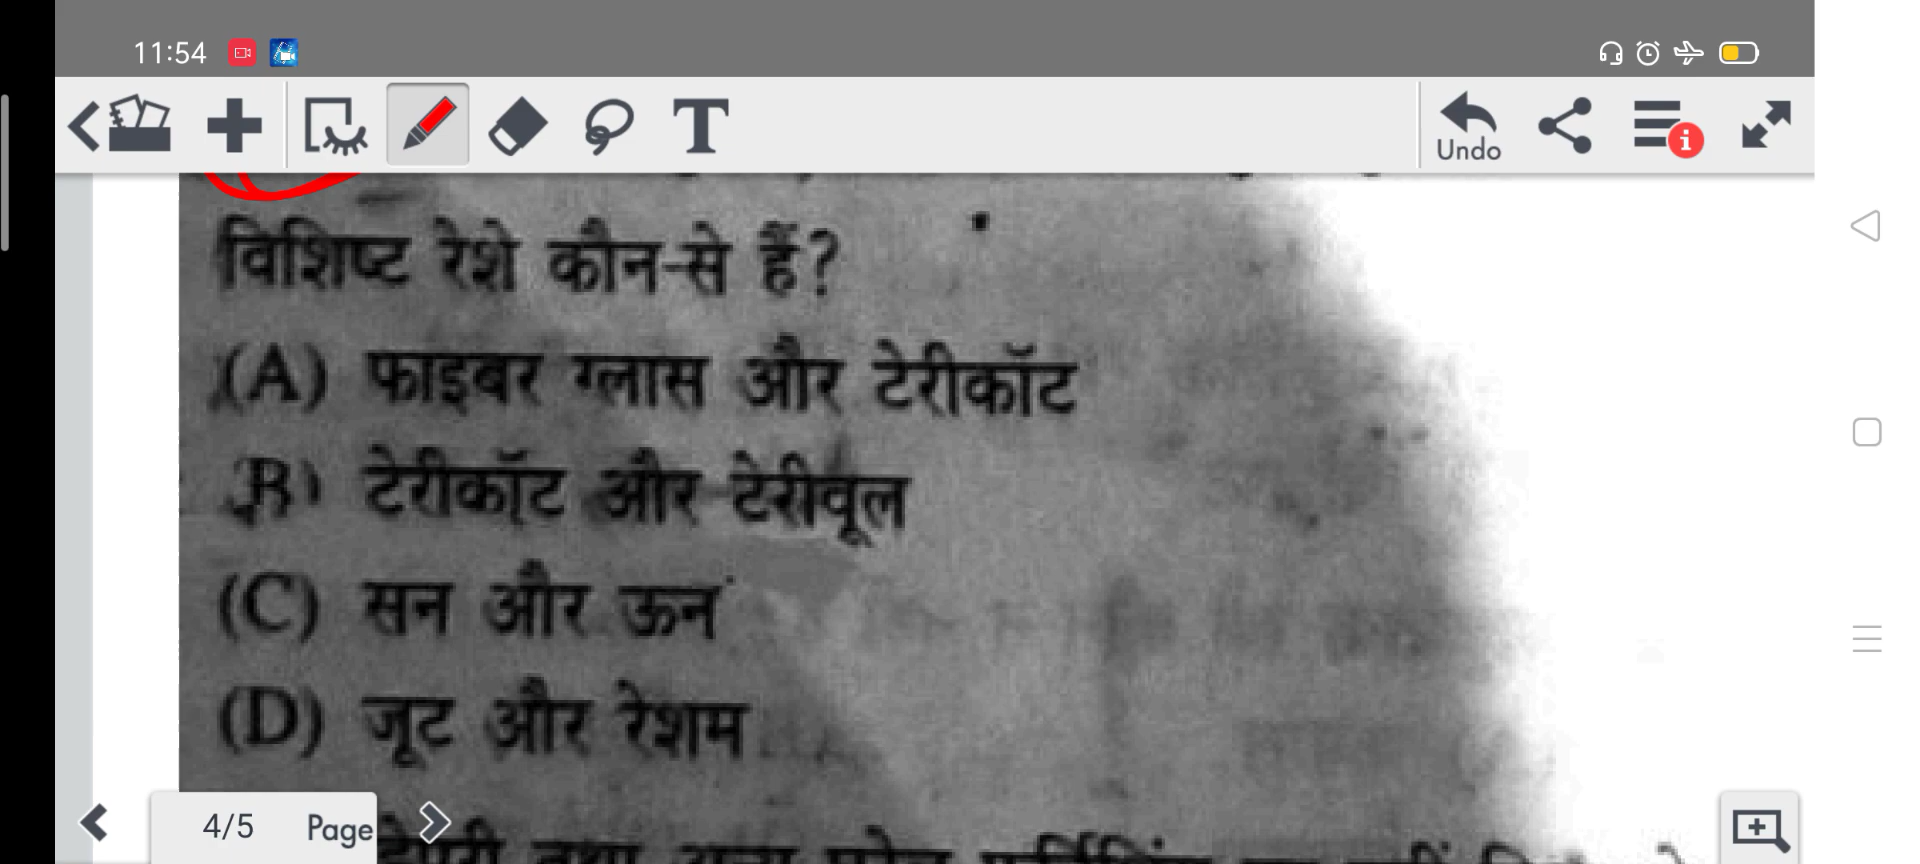 11:54
Undo
विशिष्ट रेशे कौन-से हैं?
(A) फाइबर ग्लास और टेरीकॉट
(B) टेरीकॉट और टेरीवूल
(C) सन और ऊन
(D) जूट और रेशम
4/5 Page